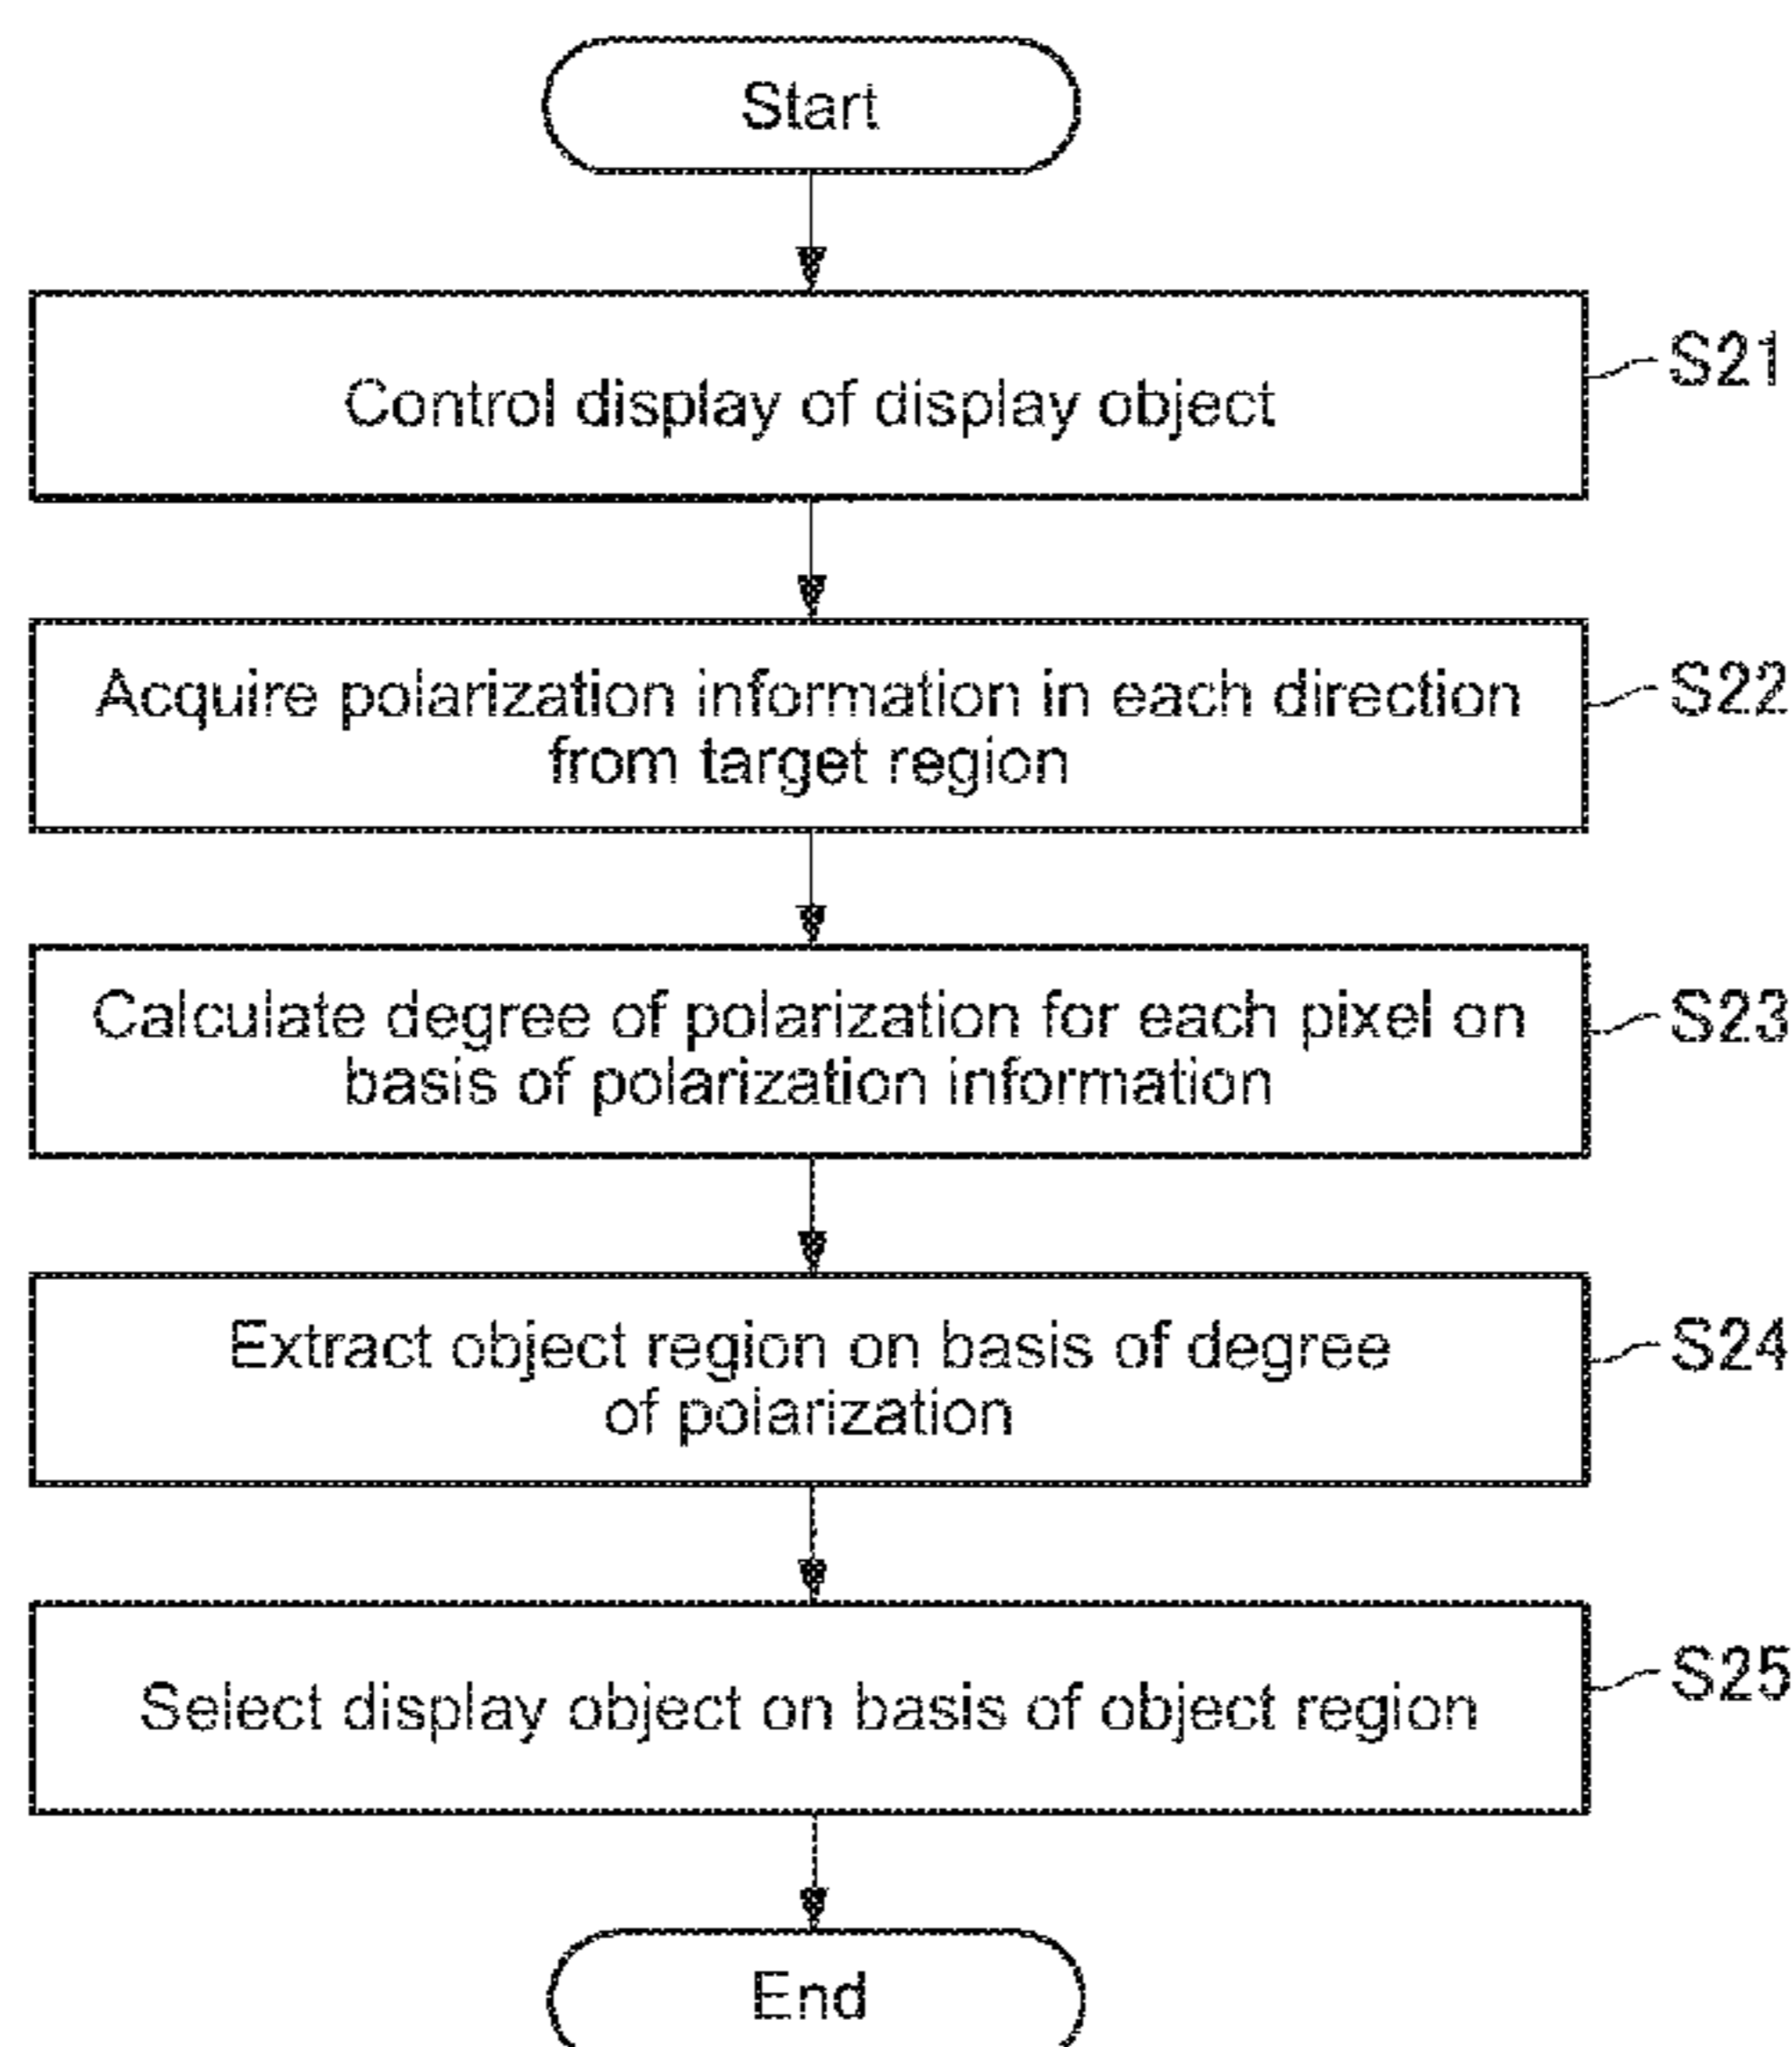 Start
Control display of display object
S21
Acquire polarization information in each direction
from target region
S22
Calculate degree of polarization for each pixel on
basis of polarization information
S23
Extract object region on basis of degree
of polarization
S24
Select display object on basis of object region
S25
End